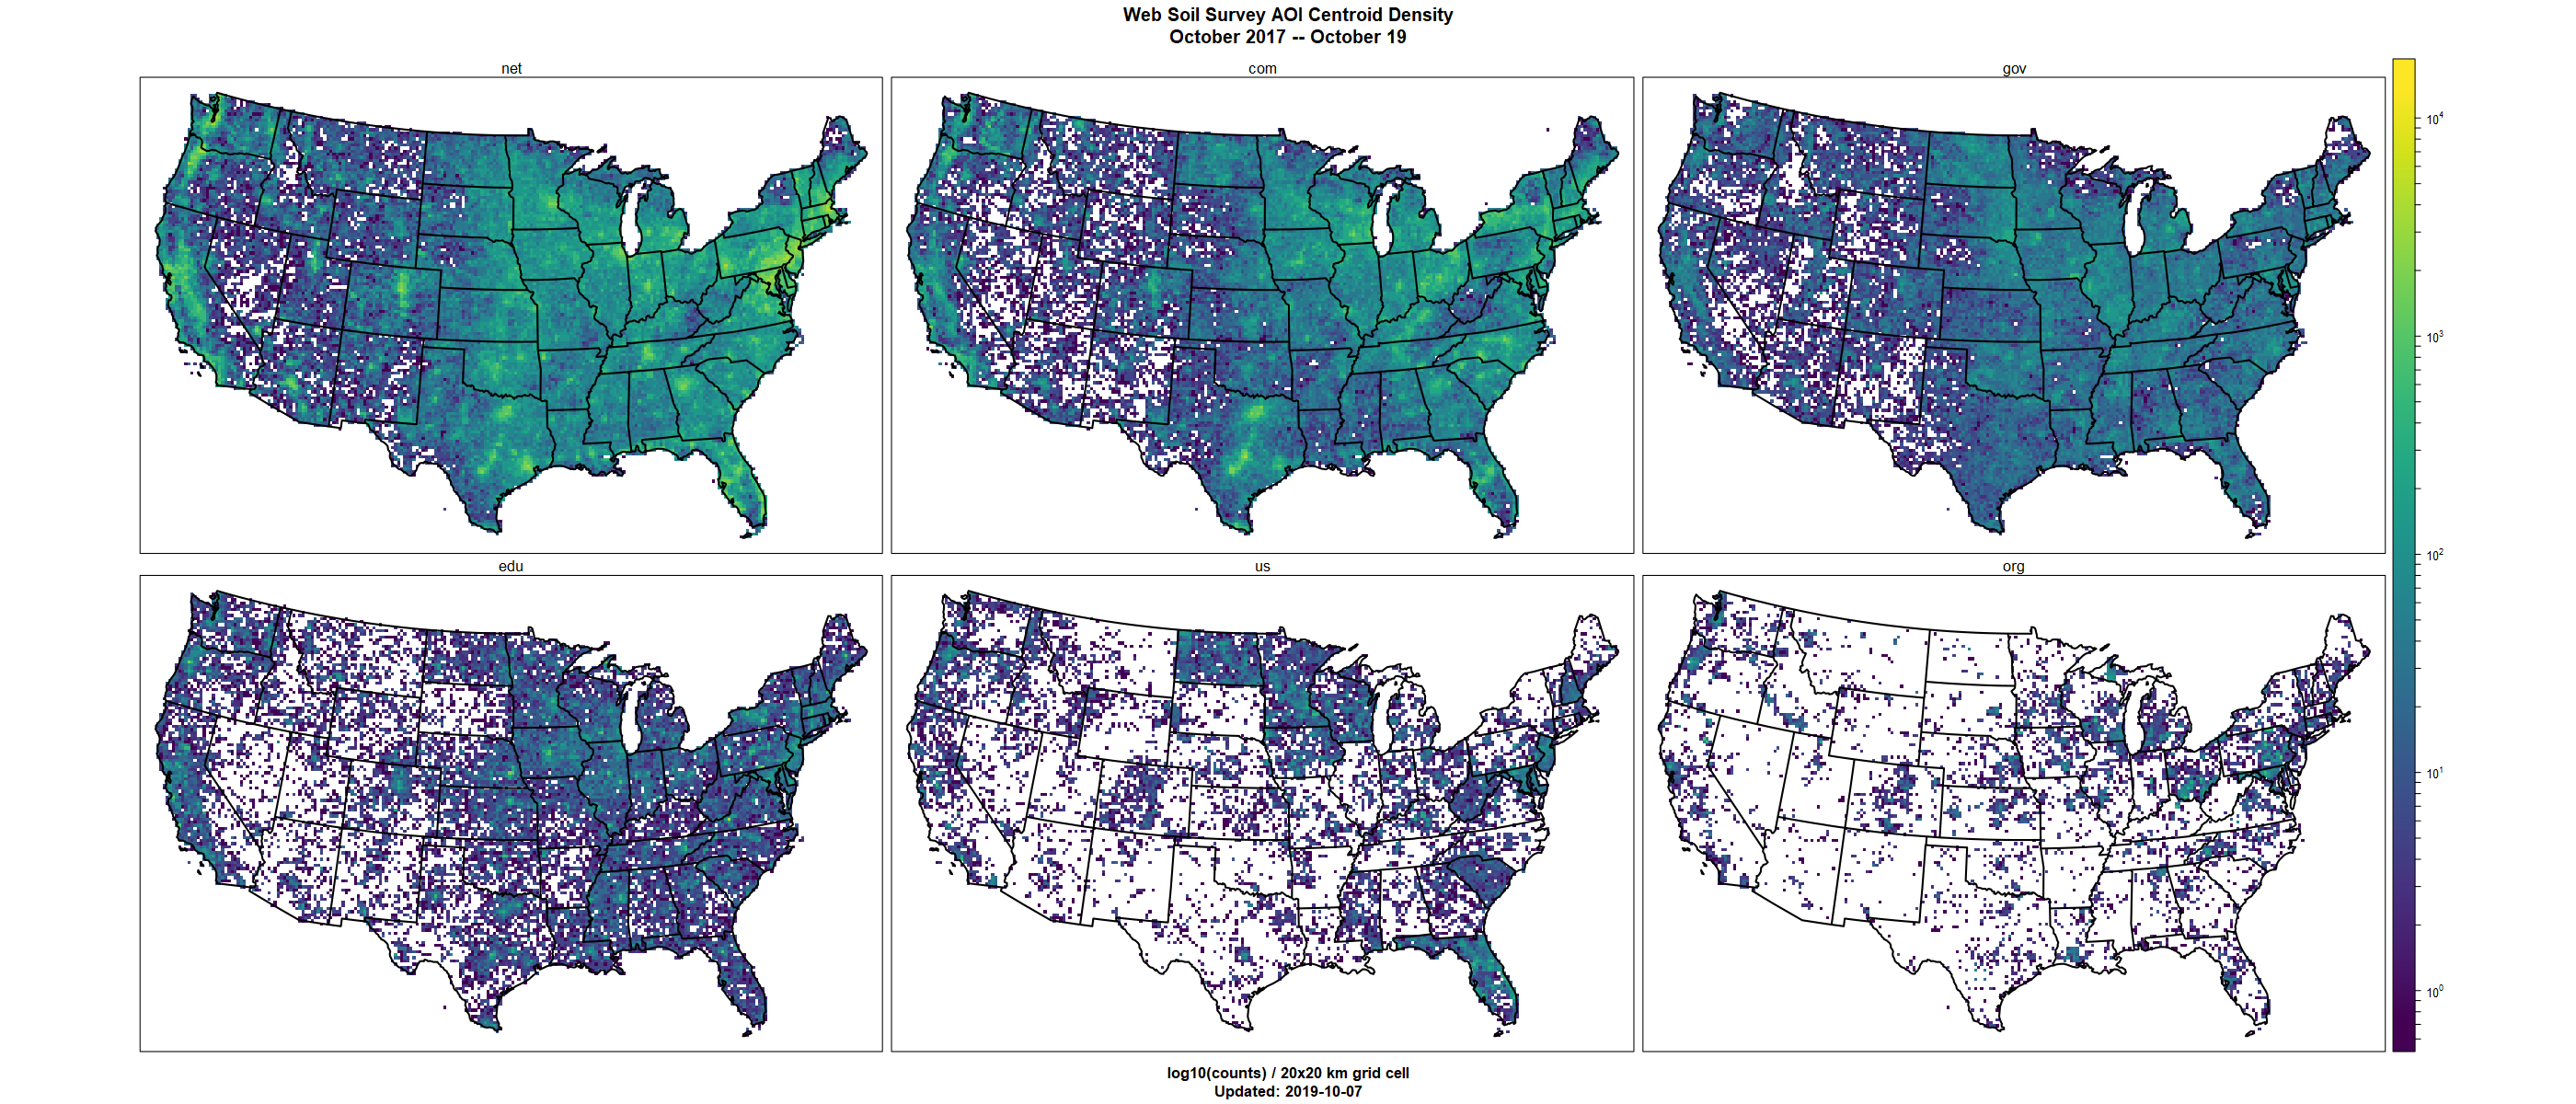 Web Soil Survey AOI Centroid Density
October 2017 -- October 19
net
com
gov
10^4
10^3
10^2
10^1
10^0
edu
us
org
log10(counts) / 20x20 km grid cell
Updated: 2019-10-07